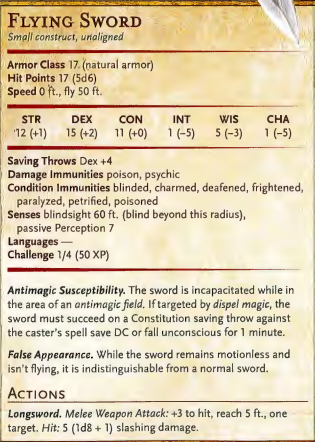 FLYING SWORD
Small construct, unaligned
Armor Class 17 (natural armor)
Hit Points 17 (5d6)
Speed 0 ft., fly 50 ft.
STR DEX CON INT WIS CHA
12 (+1) 15 (+2) 11 (+0) 1 (−5) 5 (−3) 1 (−5)
Saving Throws Dex +4
Damage Immunities poison, psychic
Condition Immunities blinded, charmed, deafened, frightened,
paralyzed, petrified, poisoned
Senses blindsight 60 ft. (blind beyond this radius),
passive Perception 7
Languages —
Challenge 1/4 (50 XP)
Antimagic Susceptibility. The sword is incapacitated while in
the area of an antimagic field. If targeted by dispel magic, the
sword must succeed on a Constitution saving throw against
the caster's spell save DC or fall unconscious for 1 minute.
False Appearance. While the sword remains motionless and
isn't flying, it is indistinguishable from a normal sword.
ACTIONS
Longsword. Melee Weapon Attack: +3 to hit, reach 5 ft., one
target. Hit: 5 (1d8 + 1) slashing damage.